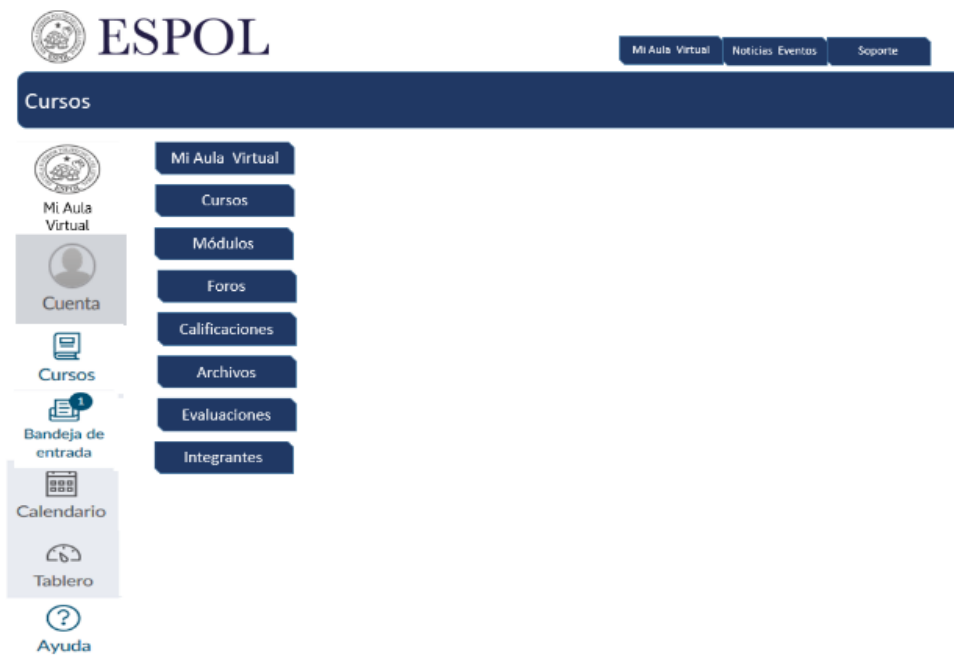 ESPOL
Mi Aula Virtual
Noticias Eventos
Soporte
Cursos
ESPOL
Mi Aula
Virtual
Cuenta
Cursos
1
Bandeja de
entrada
Calendario
Tablero
Ayuda
Mi Aula Virtual
Cursos
Módulos
Foros
Calificaciones
Archivos
Evaluaciones
Integrantes